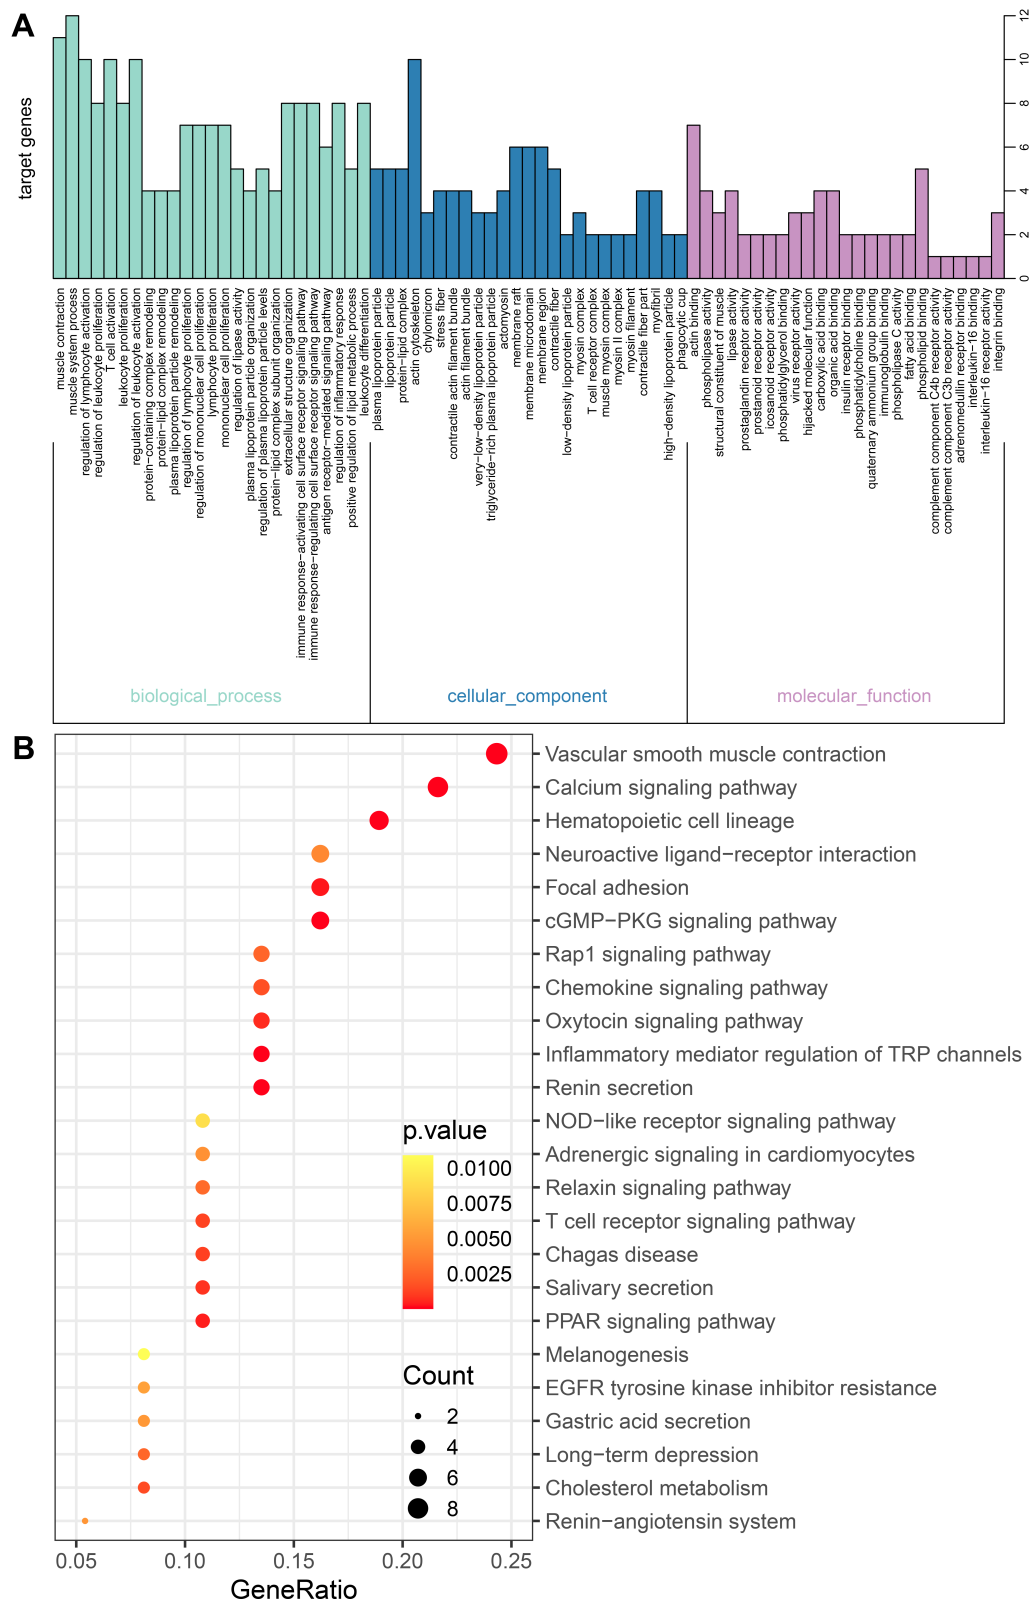 A
target genes
0
2
4
6
8
10
12
muscle contraction
muscle system process
regulation of lymphocyte activation
regulation of leukocyte proliferation
T cell activation
leukocyte proliferation
regulation of leukocyte activation
protein−containing complex remodeling
protein−lipid complex remodeling
plasma lipoprotein particle remodeling
regulation of lymphocyte proliferation
regulation of mononuclear cell proliferation
lymphocyte proliferation
mononuclear cell proliferation
regulation of lipase activity
plasma lipoprotein particle organization
regulation of plasma lipoprotein particle levels
protein−lipid complex subunit organization
extracellular structure organization
immune response−activating cell surface receptor signaling pathway
immune response−regulating cell surface receptor signaling pathway
antigen receptor−mediated signaling pathway
regulation of inflammatory response
positive regulation of lipid metabolic process
leukocyte differentiation
plasma lipoprotein particle
lipoprotein particle
protein−lipid complex
actin cytoskeleton
chylomicron
stress fiber
contractile actin filament bundle
actin filament bundle
very−low−density lipoprotein particle
triglyceride−rich plasma lipoprotein particle
actomyosin
membrane raft
membrane microdomain
membrane region
contractile fiber
low−density lipoprotein particle
myosin complex
T cell receptor complex
muscle myosin complex
myosin II complex
myosin filament
contractile fiber part
myofibril
high−density lipoprotein particle
phagocytic cup
actin binding
phospholipase activity
structural constituent of muscle
lipase activity
prostaglandin receptor activity
prostanoid receptor activity
icosanoid receptor activity
phosphatidylglycerol binding
virus receptor activity
hijacked molecular function
carboxylic acid binding
organic acid binding
insulin receptor binding
phosphatidylcholine binding
quaternary ammonium group binding
immunoglobulin binding
phospholipase C activity
fatty acid binding
phospholipid binding
complement component C4b receptor activity
complement component C3b receptor activity
adrenomedullin receptor activity
interleukin−16 binding
interleukin−16 receptor activity
integrin binding
biological_process
cellular_component
molecular_function
B
Vascular smooth muscle contraction
Calcium signaling pathway
Hematopoietic cell lineage
Neuroactive ligand−receptor interaction
Focal adhesion
cGMP−PKG signaling pathway
Rap1 signaling pathway
Chemokine signaling pathway
Oxytocin signaling pathway
Inflammatory mediator regulation of TRP channels
Renin secretion
NOD−like receptor signaling pathway
Adrenergic signaling in cardiomyocytes
Relaxin signaling pathway
T cell receptor signaling pathway
Chagas disease
Salivary secretion
PPAR signaling pathway
Melanogenesis
EGFR tyrosine kinase inhibitor resistance
Gastric acid secretion
Long−term depression
Cholesterol metabolism
Renin−angiotensin system
p.value
0.0100
0.0075
0.0050
0.0025
Count
2
4
6
8
0.05
0.10
0.15
0.20
0.25
GeneRatio